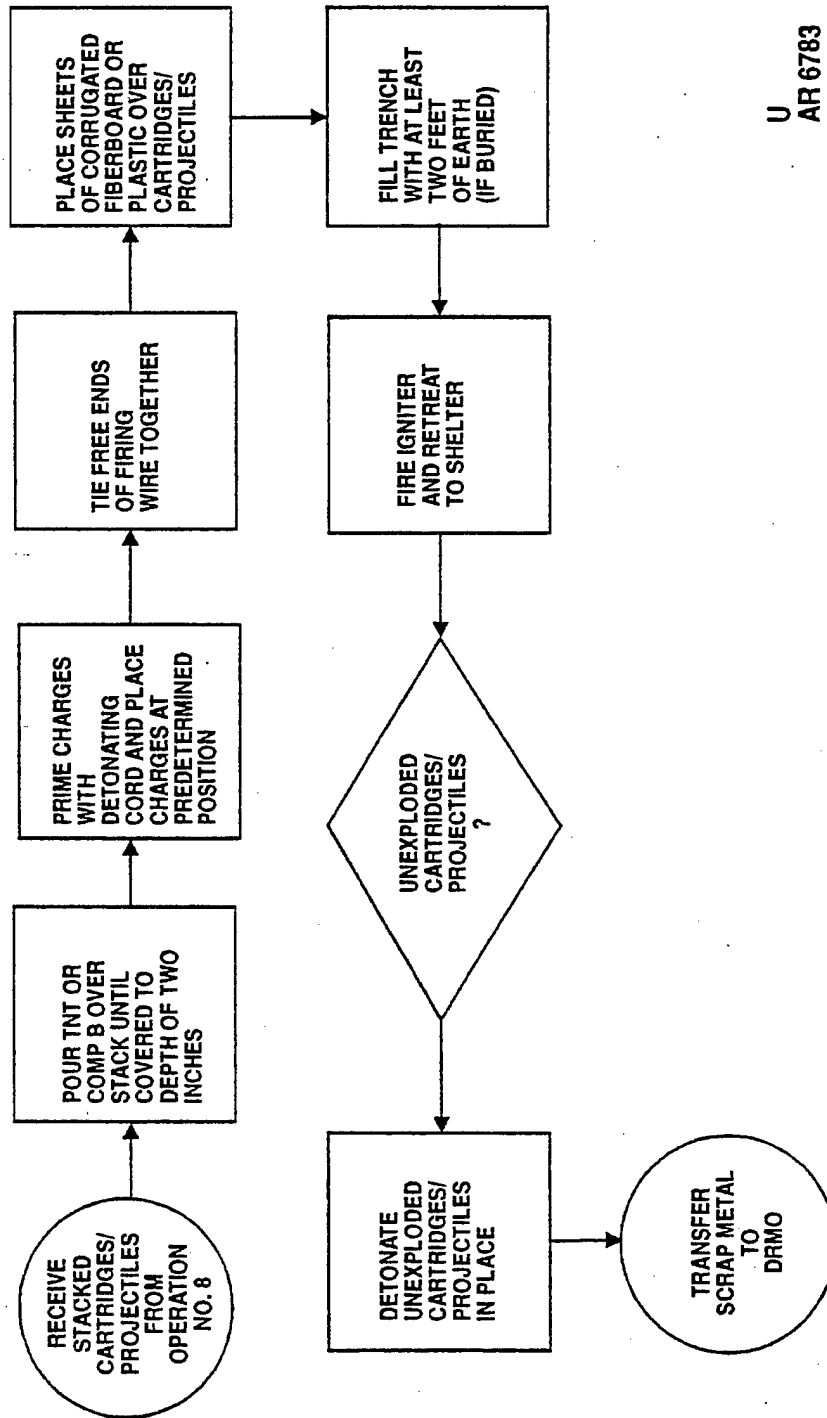 RECEIVE
STACKED
CARTRIDGES/
PROJECTILES
FROM
OPERATION
NO. 8
POUR TNT OR
COMP B OVER
STACK UNTIL
COVERED TO
DEPTH OF TWO
INCHES
PRIME CHARGES
WITH
DETONATING
CORD AND PLACE
CHARGES AT
PREDETERMINED
POSITION
TIE FREE ENDS
OF FIRING
WIRE TOGETHER
PLACE SHEETS
OF CORRUGATED
FIBERBOARD OR
PLASTIC OVER
CARTRIDGES/
PROJECTILES
FILL TRENCH
WITH AT LEAST
TWO FEET
OF EARTH
(IF BURIED)
FIRE IGNITER
AND RETREAT
TO SHELTER
UNEXPLODED
CARTRIDGES/
PROJECTILES
?
DETONATE
UNEXPLODED
CARTRIDGES/
PROJECTILES
IN PLACE
TRANSFER
SCRAP METAL
TO
DRMO
U
AR 6783